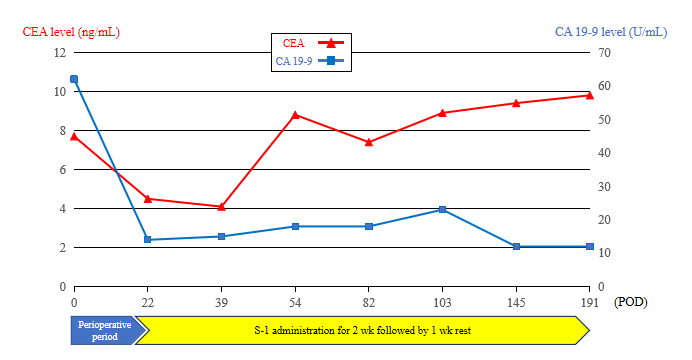 CEA level (ng/mL)
CA 19-9 level (U/mL)
CEA
CA 19-9
12
10
8
6
4
2
0
70
60
50
40
30
20
10
0
0 22 39 54 82 103 145 191 (POD)
Perioperative
period
S-1 administration for 2 wk followed by 1 wk rest